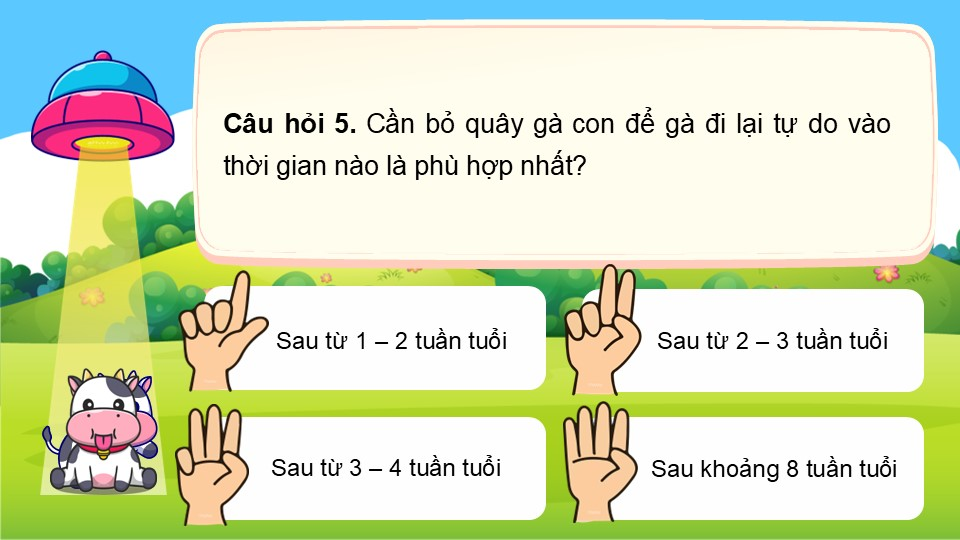 Câu hỏi 5. Cần bỏ quây gà con để gà đi lại tự do vào
thời gian nào là phù hợp nhất?
Sau từ 1 – 2 tuần tuổi
Sau từ 2 – 3 tuần tuổi
Sau từ 3 – 4 tuần tuổi
Sau khoảng 8 tuần tuổi